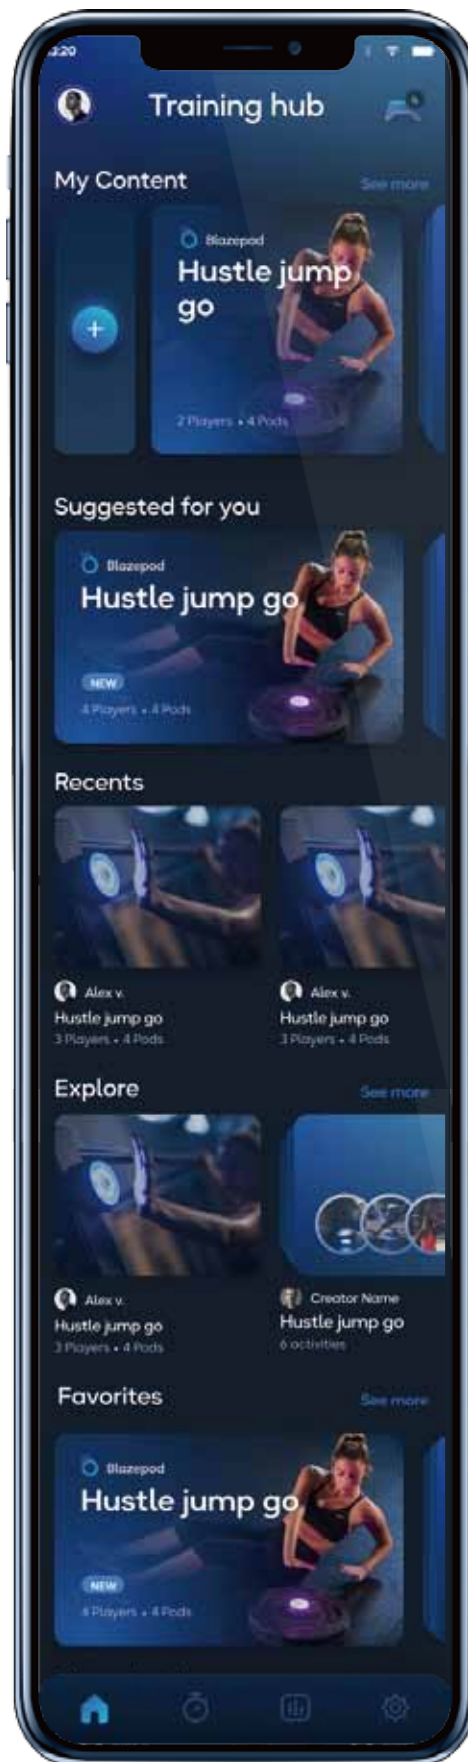 3:20
Training hub
My Content
See more
Blazepod
Hustle jump
go
2 Players • 4 Pods
Suggested for you
Blazepod
Hustle jump go
NEW
4 Players • 4 Pods
Recents
Alex v.
Hustle jump go
3 Players • 4 Pods
Alex v.
Hustle jump go
3 Players • 4 Pods
Explore
See more
Alex v.
Hustle jump go
3 Players • 4 Pods
Creator Name
Hustle jump go
6 activities
Favorites
See more
Blazepod
Hustle jump go
NEW
4 Players • 4 Pods